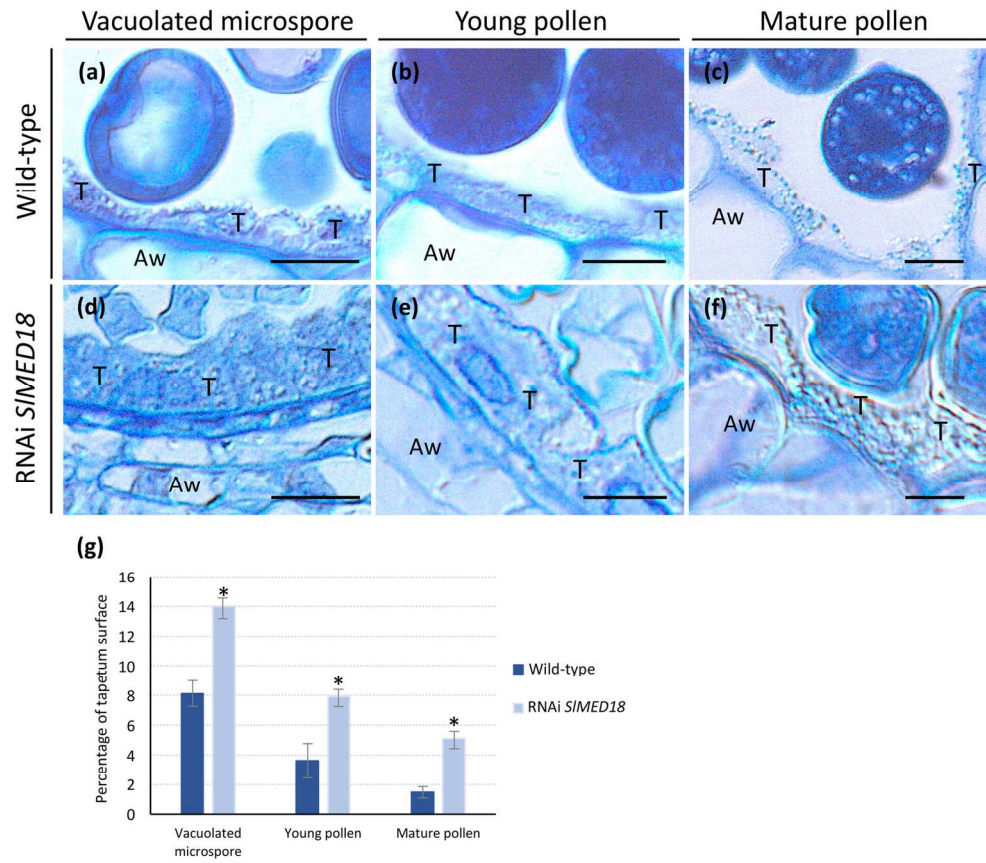 Vacuolated microspore
Young pollen
Mature pollen
Wild-type
(a)
T
T
T
Aw
(b)
T
T
T
Aw
(c)
T
T
Aw
RNAi SlMED18
(d)
T
T
T
Aw
(e)
T
T
T
Aw
(f)
T
T
T
Aw
(g)
Percentage of tapetum surface
16
14
12
10
8
6
4
2
0
*
*
*
Vacuolated
microspore
Young pollen
Mature pollen
Wild-type
RNAi SlMED18